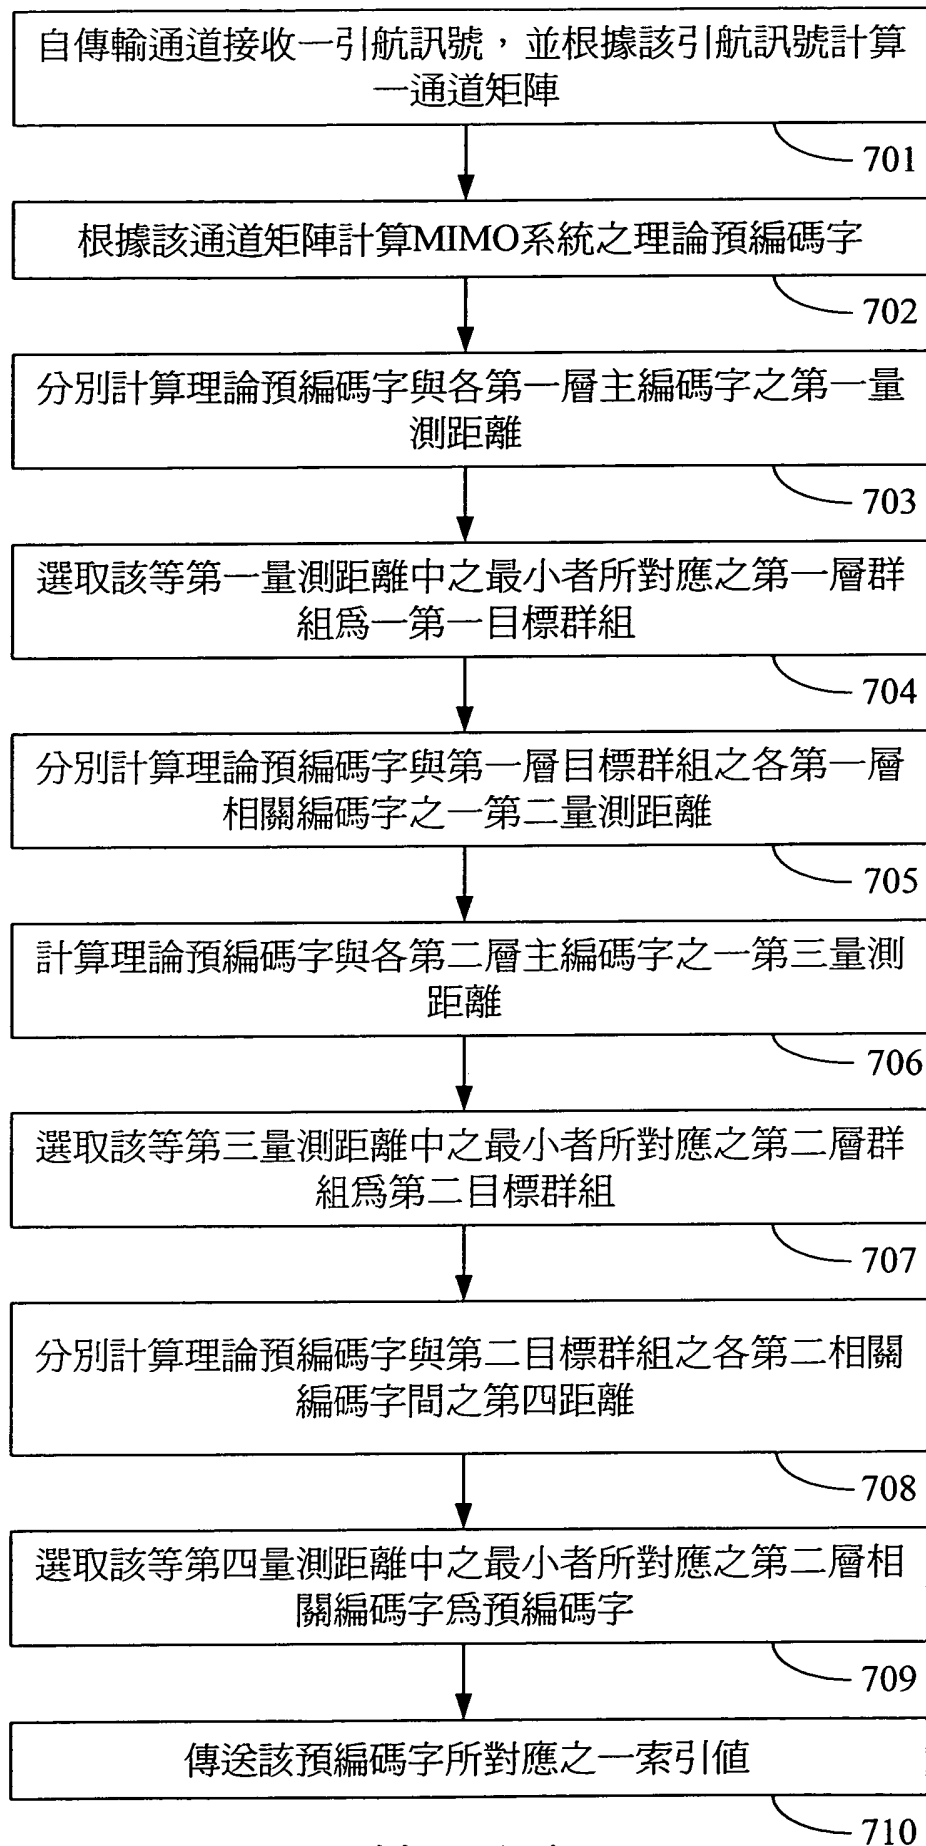 自傳輸通道接收一引航訊號，並根據該引航訊號計算
一通道矩陣
701
根據該通道矩陣計算MIMO系統之理論預編碼字
702
分別計算理論預編碼字與各第一層主編碼字之第一量
測距離
703
選取該等第一量測距離中之最小者所對應之第一層群
組爲一第一目標群組
704
分別計算理論預編碼字與第一層目標群組之各第一層
相關編碼字之一第二量測距離
705
計算理論預編碼字與各第二層主編碼字之一第三量測
距離
706
選取該等第三量測距離中之最小者所對應之第二層群
組爲第二目標群組
707
分別計算理論預編碼字與第二目標群組之各第二相關
編碼字間之第四距離
708
選取該等第四量測距離中之最小者所對應之第二層相
關編碼字爲預編碼字
709
傳送該預編碼字所對應之一索引値
710